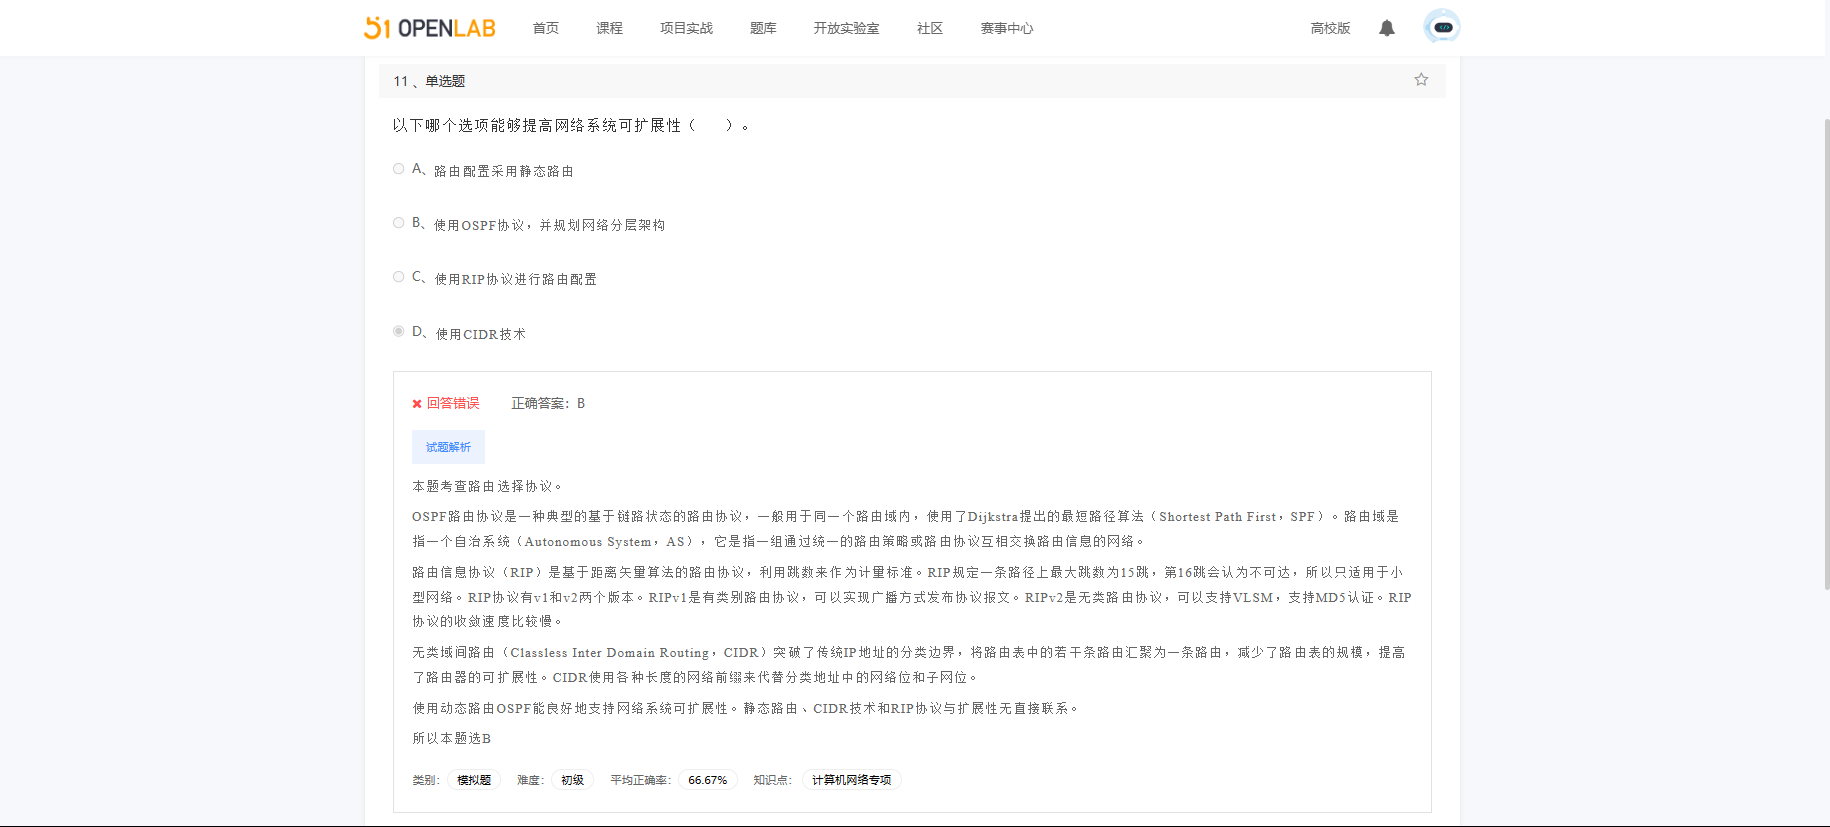 51 OPENLAB 首页 课程 项目实战 题库 开放实验室 社区 赛事中心 高校版
11 、单选题
以下哪个选项能够提高网络系统可扩展性（ ）。
A、路由配置采用静态路由
B、使用OSPF协议，并规划网络分层架构
C、使用RIP协议进行路由配置
D、使用CIDR技术
回答错误 正确答案：B
试题解析
本题考查路由选择协议。
OSPF路由协议是一种典型的基于链路状态的路由协议，一般用于同一个路由域内，使用了Dijkstra提出的最短路径算法（Shortest Path First，SPF）。路由域是
指一个自治系统（Autonomous System，AS），它是指一组通过统一的路由策略或路由协议互相交换路由信息的网络。
路由信息协议（RIP）是基于距离矢量算法的路由协议，利用跳数来作为计量标准。RIP规定一条路径上最大跳数为15跳，第16跳会认为不可达，所以只适用于小
型网络。RIP协议有v1和v2两个版本。RIPv1是有类别路由协议，可以实现广播方式发布协议报文。RIPv2是无类路由协议，可以支持VLSM，支持MD5认证。RIP
协议的收敛速度比较慢。
无类域间路由（Classless Inter Domain Routing，CIDR）突破了传统IP地址的分类边界，将路由表中的若干条路由汇聚为一条路由，减少了路由表的规模，提高
了路由器的可扩展性。CIDR使用各种长度的网络前缀来代替分类地址中的网络位和子网位。
使用动态路由OSPF能良好地支持网络系统可扩展性。静态路由、CIDR技术和RIP协议与扩展性无直接联系。
所以本题选B
类别： 模拟题 难度： 初级 平均正确率： 66.67% 知识点： 计算机网络专项